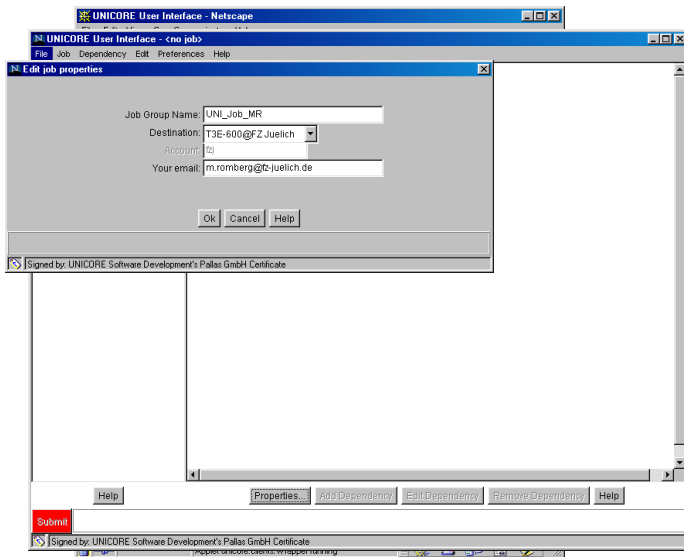 UNICORE User Interface - Netscape
UNICORE User Interface - <no job>
File Job Dependency Edit Preferences Help
Edit job properties
Job Group Name: UNI_Job_MR
Destination: T3E-600@FZ Juelich
Account: fzj
Your email: m.romberg@fz-juelich.de
Ok Cancel Help
Signed by: UNICORE Software Development's Pallas GmbH Certificate
Help Properties... Add Dependency Edit Dependency Remove Dependency Help
Submit
Signed by: UNICORE Software Development's Pallas GmbH Certificate
Applet unicore.clients.Wrapper running